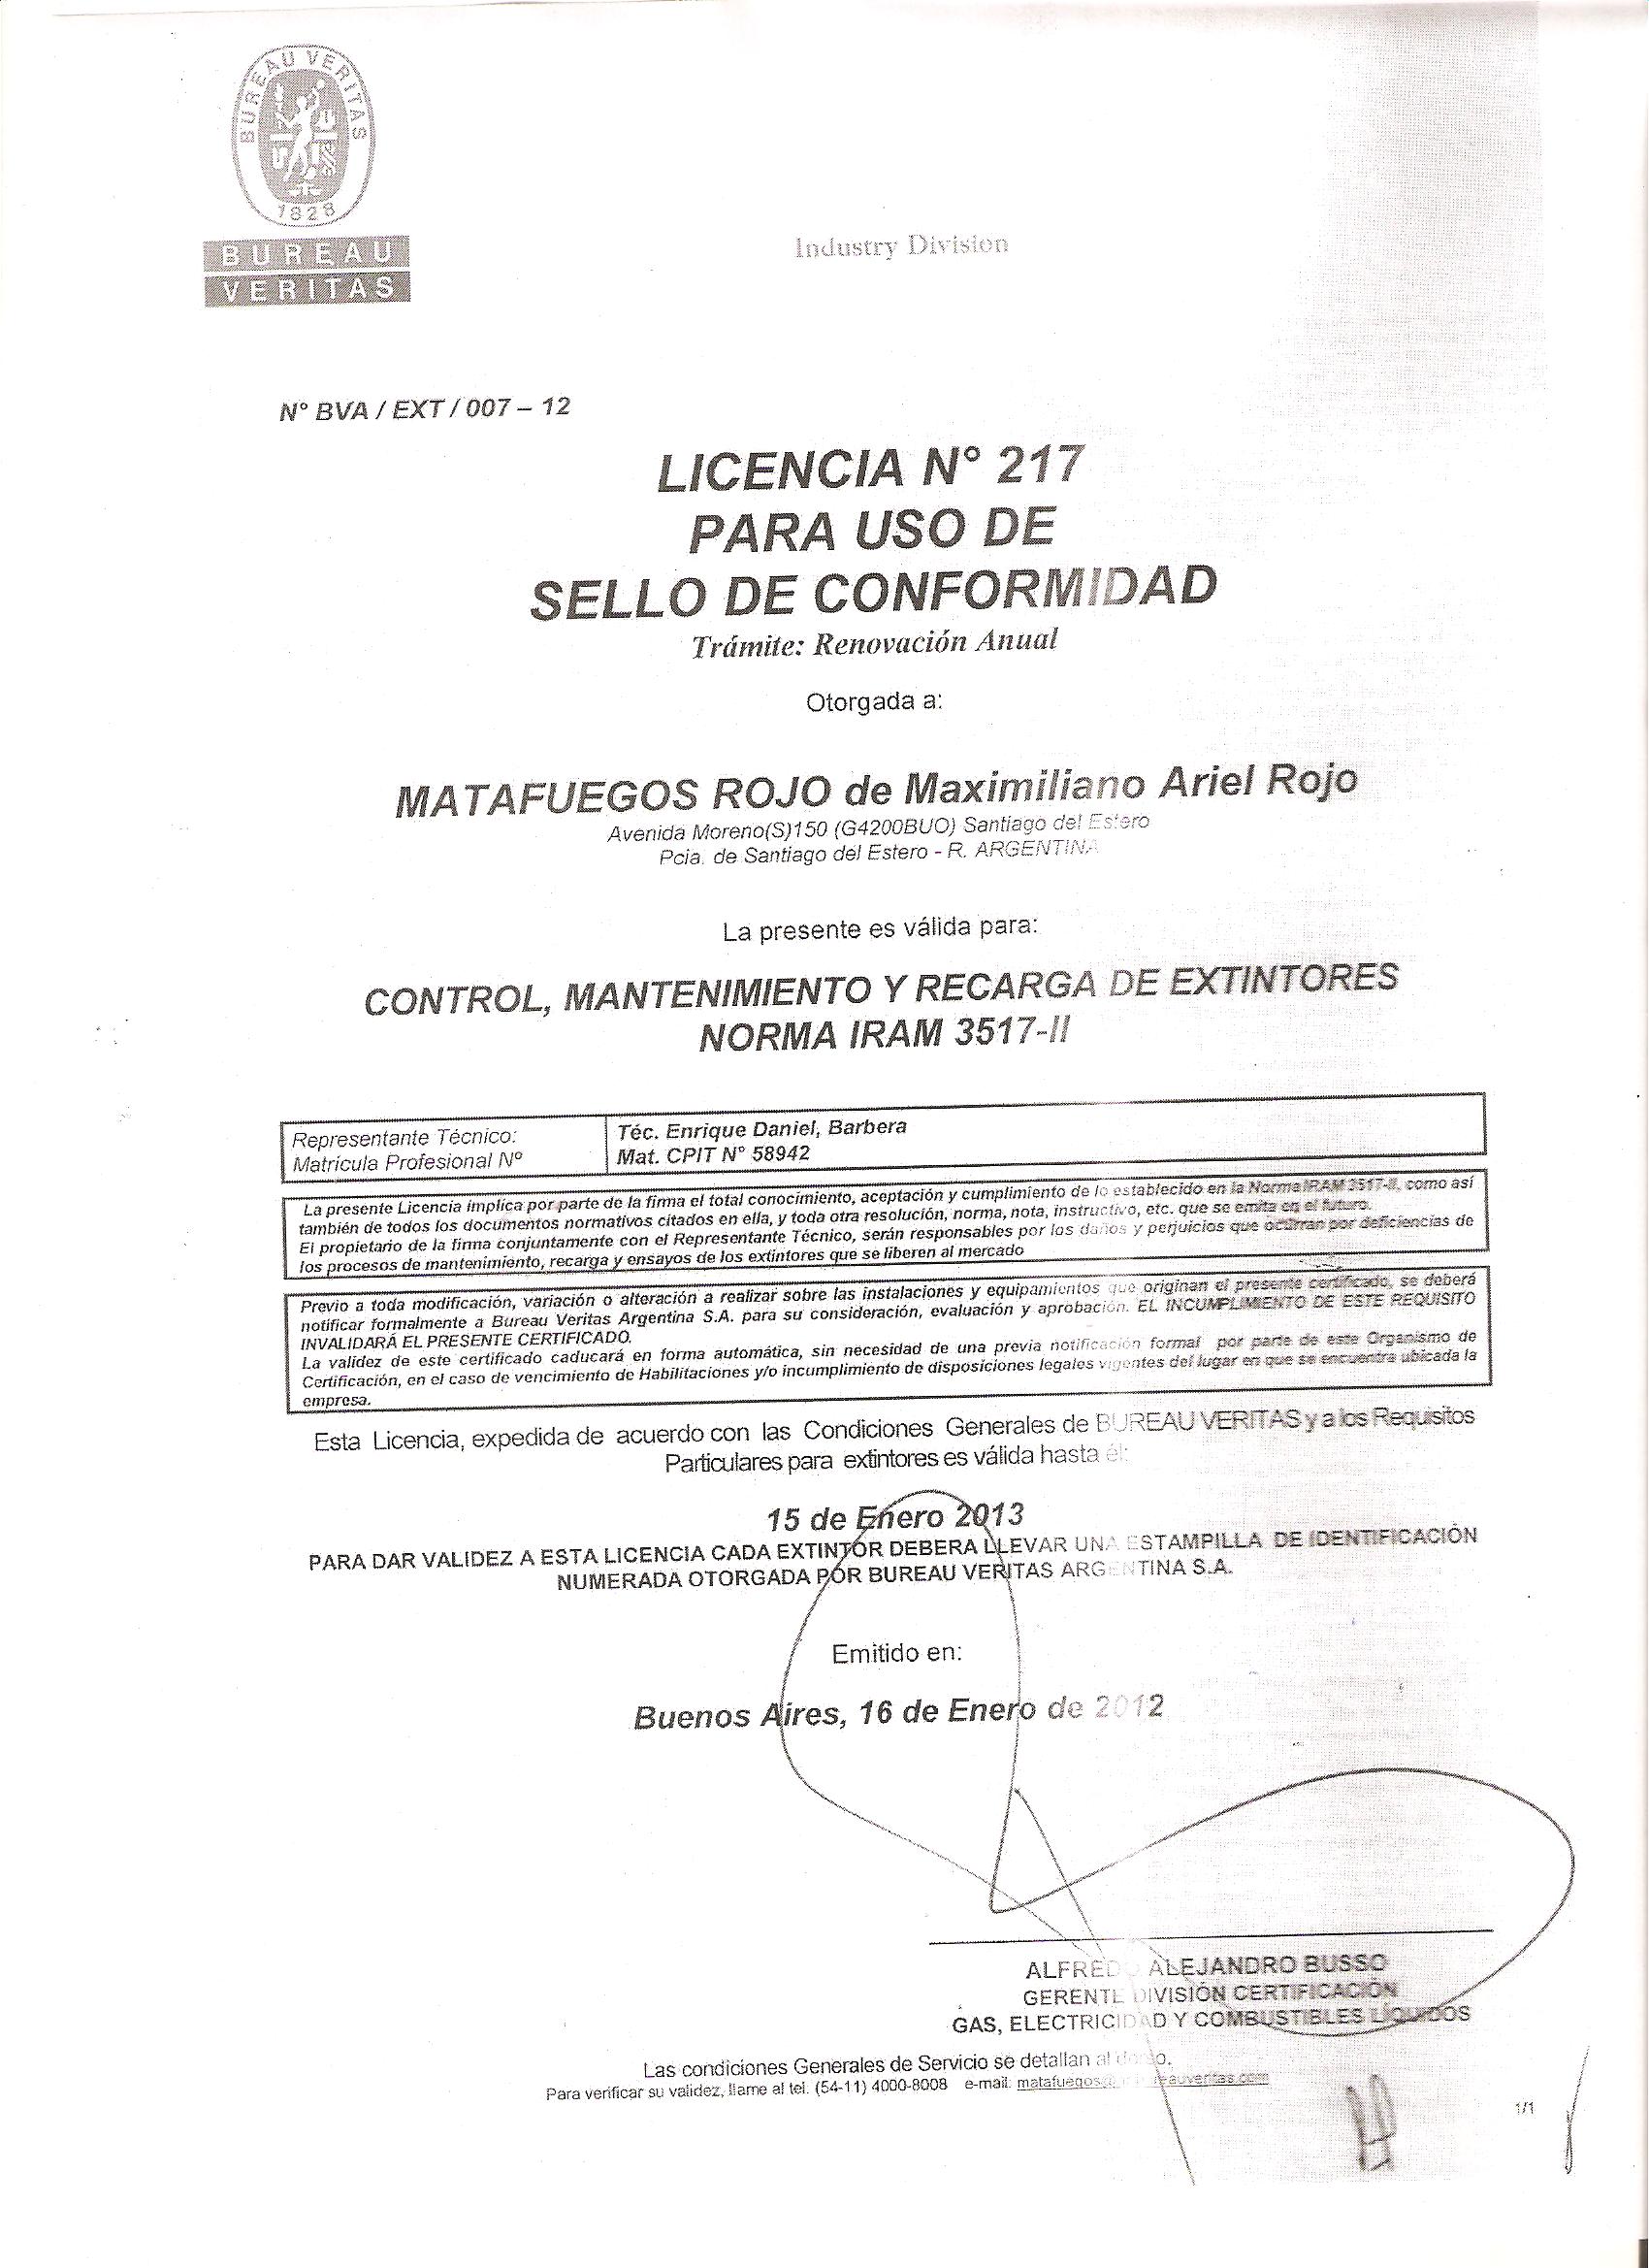 BUREAU VERITAS
1828
BUREAU
VERITAS
Industry Division
Nº BVA / EXT / 007 – 12
LICENCIA Nº 217
PARA USO DE
SELLO DE CONFORMIDAD
Trámite: Renovación Anual
Otorgada a:
MATAFUEGOS ROJO de Maximiliano Ariel Rojo
Avenida Moreno(S)150 (G4200BUO) Santiago del Estero
Pcia. de Santiago del Estero - R. ARGENTINA
La presente es válida para:
CONTROL, MANTENIMIENTO Y RECARGA DE EXTINTORES
NORMA IRAM 3517-II
Representante Técnico: Téc. Enrique Daniel, Barbera
Matrícula Profesional Nº Mat. CPIT N° 58942
La presente Licencia implica por parte de la firma el total conocimiento, aceptación y cumplimiento de lo establecido en la Norma IRAM 3517-II, como así
también de todos los documentos normativos citados en ella, y toda otra resolución, norma, nota, instructivo, etc. que se emita en el futuro.
El propietario de la firma conjuntamente con el Representante Técnico, serán responsables por los daños y perjuicios que ocurran por deficiencias de
los procesos de mantenimiento, recarga y ensayos de los extintores que se liberen al mercado
Previo a toda modificación, variación o alteración a realizar sobre las instalaciones y equipamientos que originan el presente certificado, se deberá
notificar formalmente a Bureau Veritas Argentina S.A. para su consideración, evaluación y aprobación. EL INCUMPLIMIENTO DE ESTE REQUISITO
INVALIDARÁ EL PRESENTE CERTIFICADO.
La validez de este certificado caducará en forma automática, sin necesidad de una previa notificación formal por parte de este Organismo de
Certificación, en el caso de vencimiento de Habilitaciones y/o incumplimiento de disposiciones legales vigentes del lugar en que se encuentra ubicada la
empresa.
Esta Licencia, expedida de acuerdo con las Condiciones Generales de BUREAU VERITAS y a los Requisitos
Particulares para extintores es válida hasta él:
15 de Enero 2013
PARA DAR VALIDEZ A ESTA LICENCIA CADA EXTINTOR DEBERA LLEVAR UNA ESTAMPILLA DE IDENTIFICACIÓN
NUMERADA OTORGADA POR BUREAU VERITAS ARGENTINA S.A.
Emitido en:
Buenos Aires, 16 de Enero de 2012
ALFREDO ALEJANDRO BUSSO
GERENTE DIVISIÓN CERTIFICACIÓN
GAS, ELECTRICIDAD Y COMBUSTIBLES LÍQUIDOS
Las condiciones Generales de Servicio se detallan al dorso.
Para verificar su validez, llame al tel. (54-11) 4000-8008 e-mail:
1/1